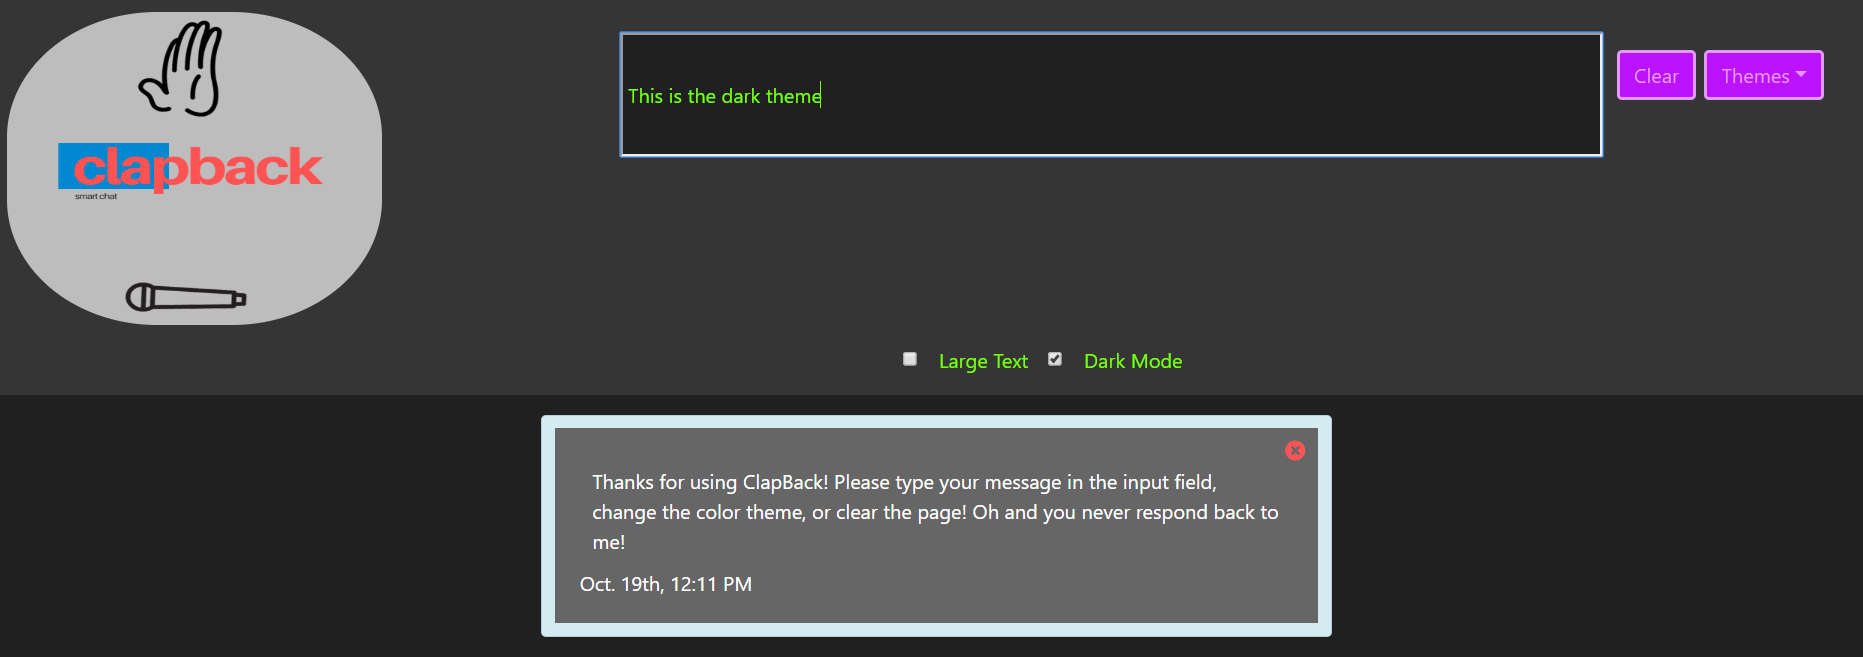 clapback
smart chat
This is the dark theme
Clear
Themes
Large Text
Dark Mode
Thanks for using ClapBack! Please type your message in the input field,
change the color theme, or clear the page! Oh and you never respond back to
me!
Oct. 19th, 12:11 PM